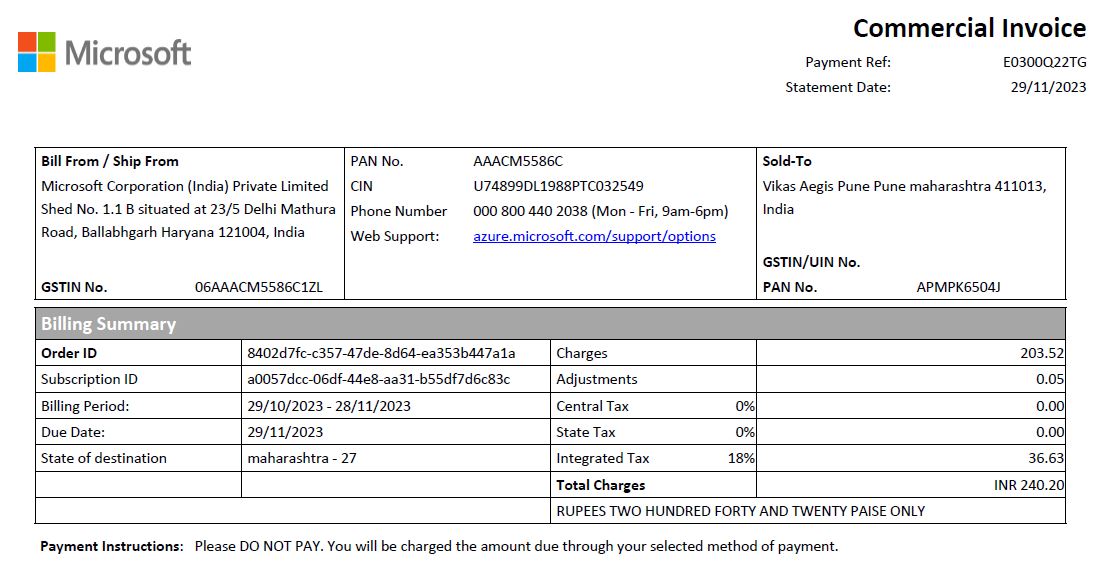 Microsoft
Commercial Invoice
Payment Ref: E0300Q22TG
Statement Date: 29/11/2023
Bill From / Ship From
Microsoft Corporation (India) Private Limited
Shed No. 1.1 B situated at 23/5 Delhi Mathura
Road, Ballabhgarh Haryana 121004, India
GSTIN No. 06AAACM5586C1ZL
PAN No. AAACM5586C
CIN U74899DL1988PTC032549
Phone Number 000 800 440 2038 (Mon - Fri, 9am-6pm)
Web Support: azure.microsoft.com/support/options
Sold-To
Vikas Aegis Pune Pune maharashtra 411013,
India
GSTIN/UIN No.
PAN No. APMPK6504J
Billing Summary
Order ID 8402d7fc-c357-47de-8d64-ea353b447a1a Charges 203.52
Subscription ID a0057dcc-06df-44e8-aa31-b55df7d6c83c Adjustments 0.05
Billing Period: 29/10/2023 - 28/11/2023 Central Tax 0% 0.00
Due Date: 29/11/2023 State Tax 0% 0.00
State of destination maharashtra - 27 Integrated Tax 18% 36.63
Total Charges INR 240.20
RUPEES TWO HUNDRED FORTY AND TWENTY PAISE ONLY
Payment Instructions: Please DO NOT PAY. You will be charged the amount due through your selected method of payment.